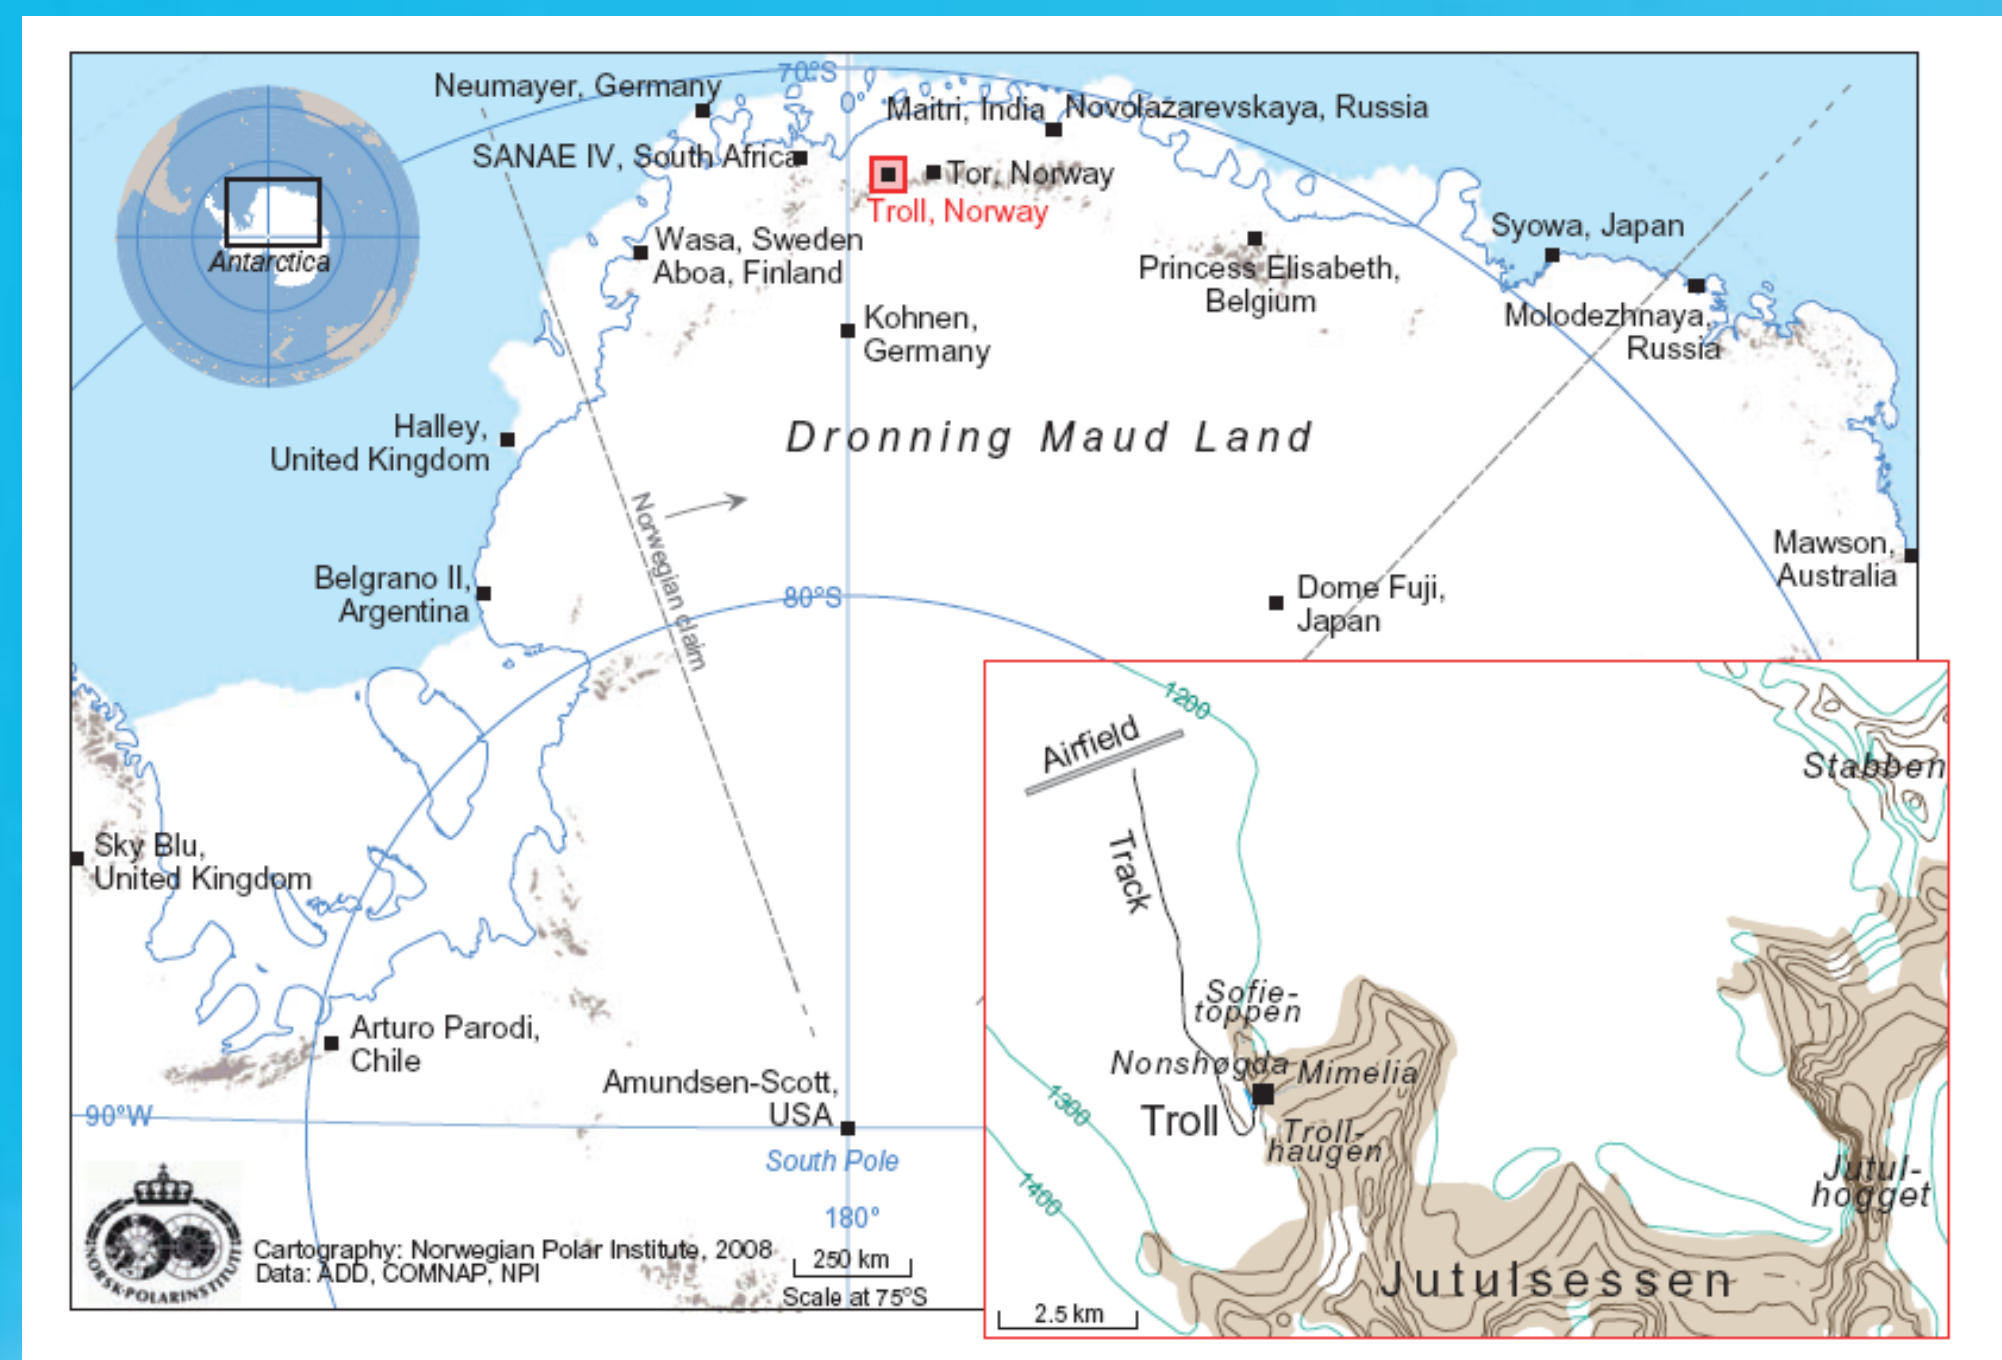 70°S
Neumayer, Germany
0°
Maitri, India
Novolazarevskaya, Russia
SANAE IV, South Africa
Tor, Norway
Troll, Norway
Antarctica
Wasa, Sweden
Aboa, Finland
Syowa, Japan
Princess Elisabeth,
Belgium
Kohnen,
Germany
Molodezhnaya,
Russia
Halley,
United Kingdom
Dronning Maud Land
Norwegian claim
Mawson,
Australia
Belgrano II,
Argentina
80°S
Dome Fuji,
Japan
Sky Blu,
United Kingdom
Arturo Parodi,
Chile
Amundsen-Scott,
USA
90°W
South Pole
180°
NORSK POLARINSTITUTT
Cartography: Norwegian Polar Institute, 2008
Data: ADD, COMNAP, NPI
250 km
Scale at 75°S
1200
Airfield
Stabben
Track
Sofie-
toppen
Nonshøgda
Mimelia
1300
Troll
Troll-
haugen
Jutul-
hogget
1400
Jutulsessen
2.5 km